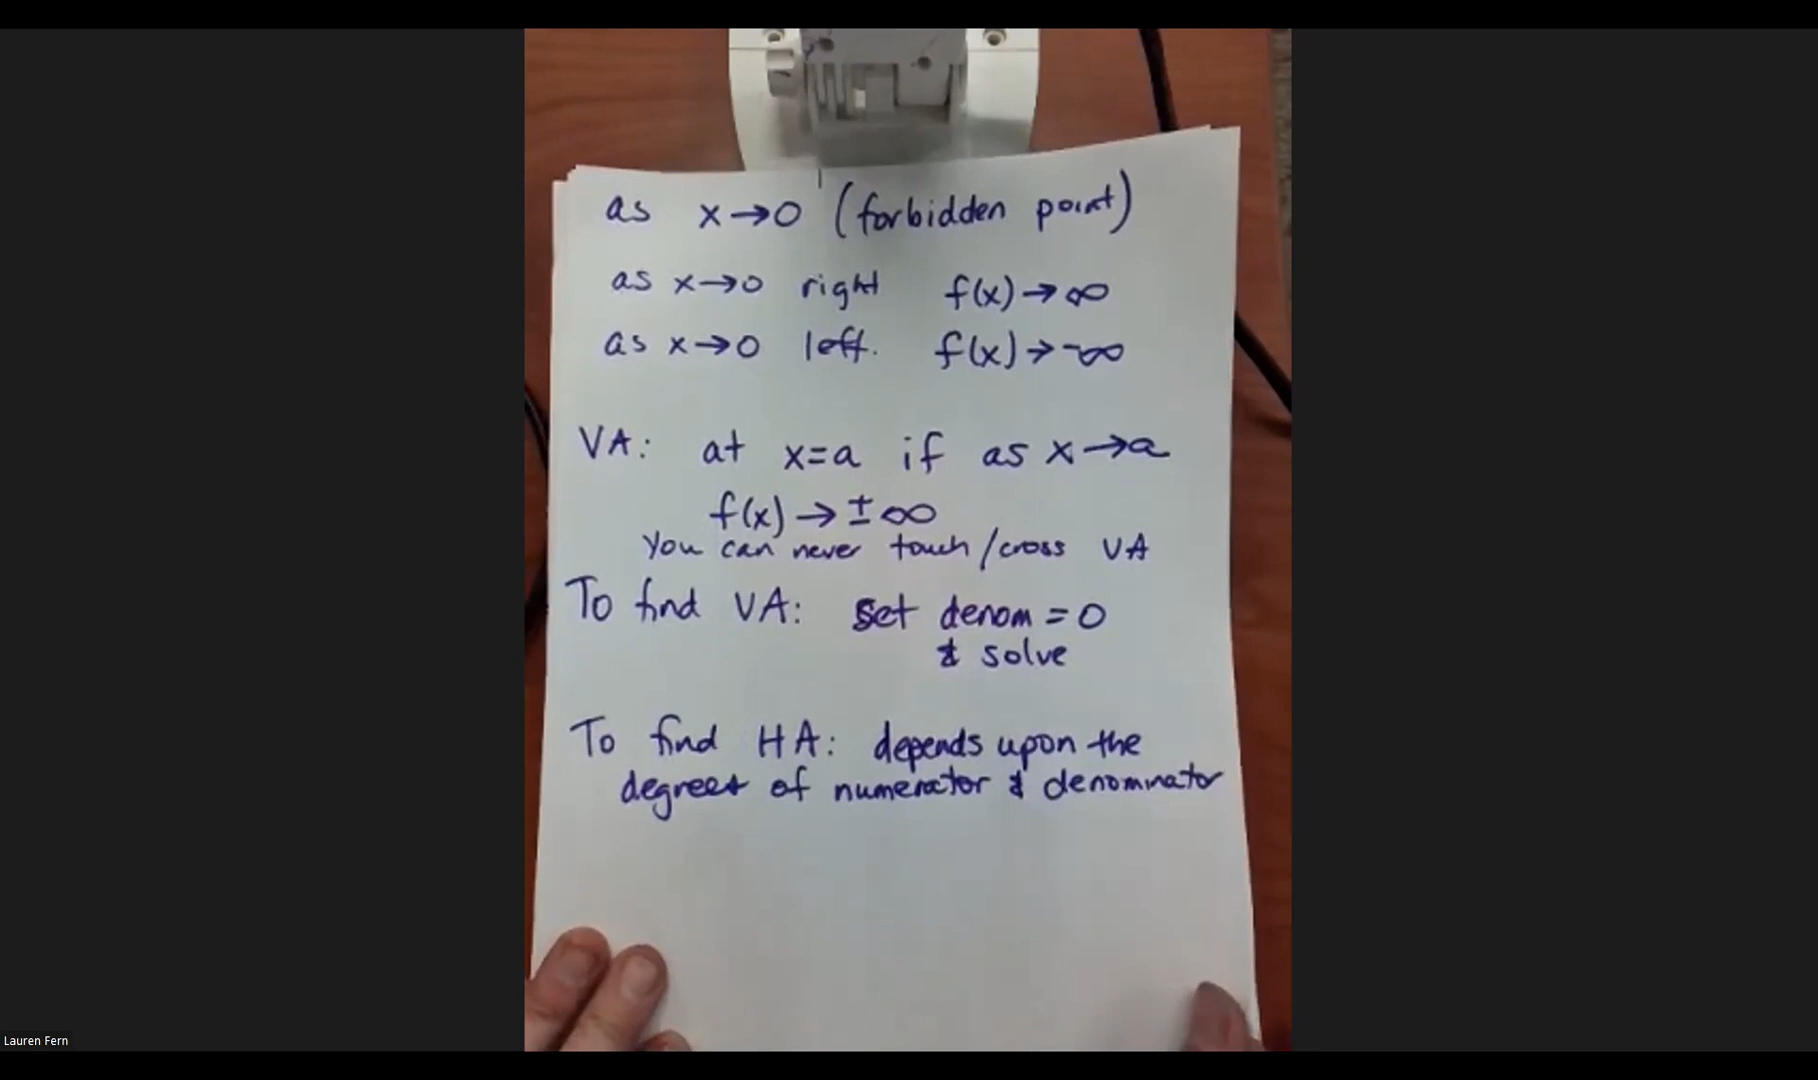 as x→0 (forbidden point)
as x→0 right f(x)→∞
as x→0 left. f(x)→-∞
VA: at x=a if as x→a
f(x)→±∞
You can never touch/cross VA
To find VA: set denom = 0
& solve
To find HA: depends upon the
degrees of numerator & denominator
Lauren Fern